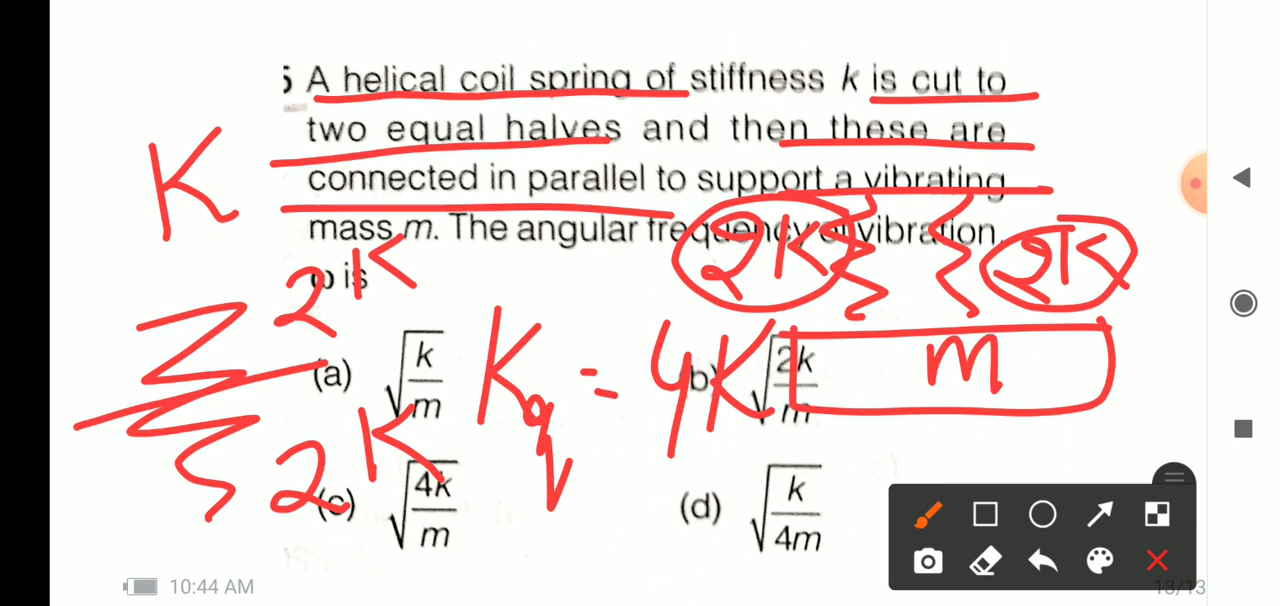 5 A helical coil spring of stiffness k is cut to
two equal halves and then these are
connected in parallel to support a vibrating
mass m. The angular frequency of vibration,
ω is
(a) √k/m
(b) √2k/m
(c) √4k/m
(d) √k/4m
K
2K
2K
2K
2K
m
Kq = 4K
10:44 AM
13/13